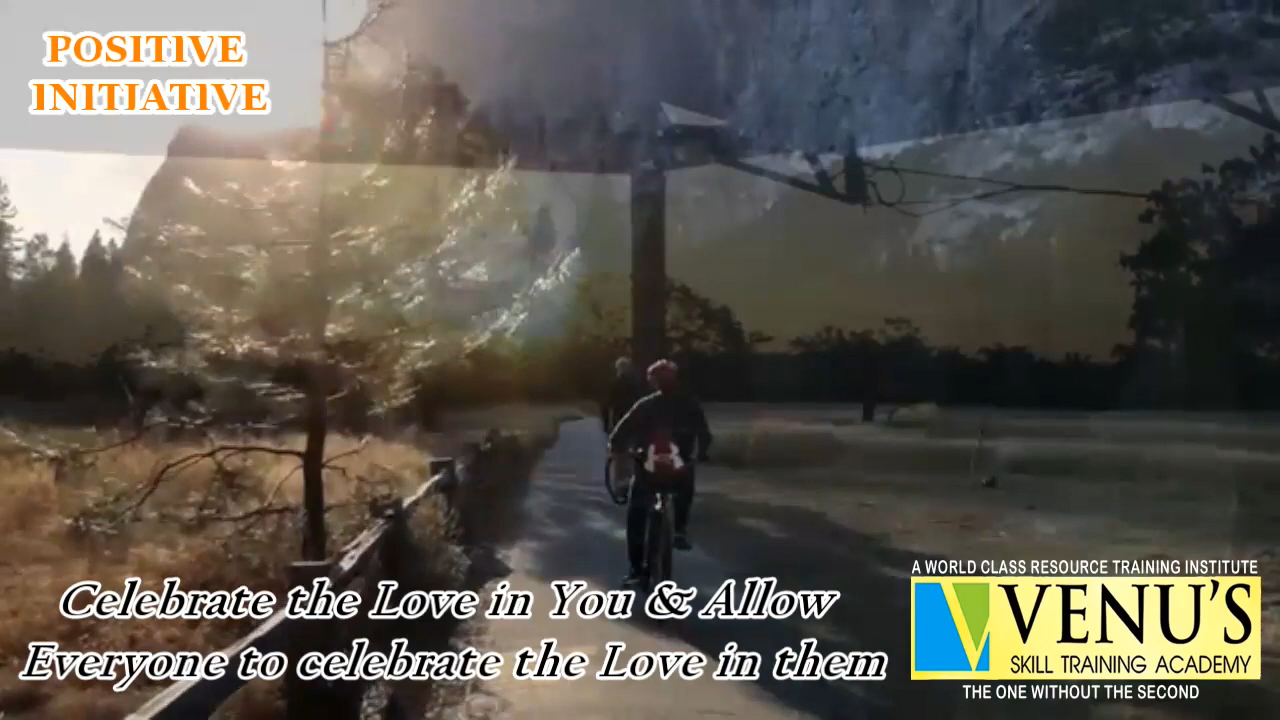 POSITIVE
INITIATIVE
Celebrate the Love in You & Allow
Everyone to celebrate the Love in them
A WORLD CLASS RESOURCE TRAINING INSTITUTE
VENU'S
SKILL TRAINING ACADEMY
THE ONE WITHOUT THE SECOND